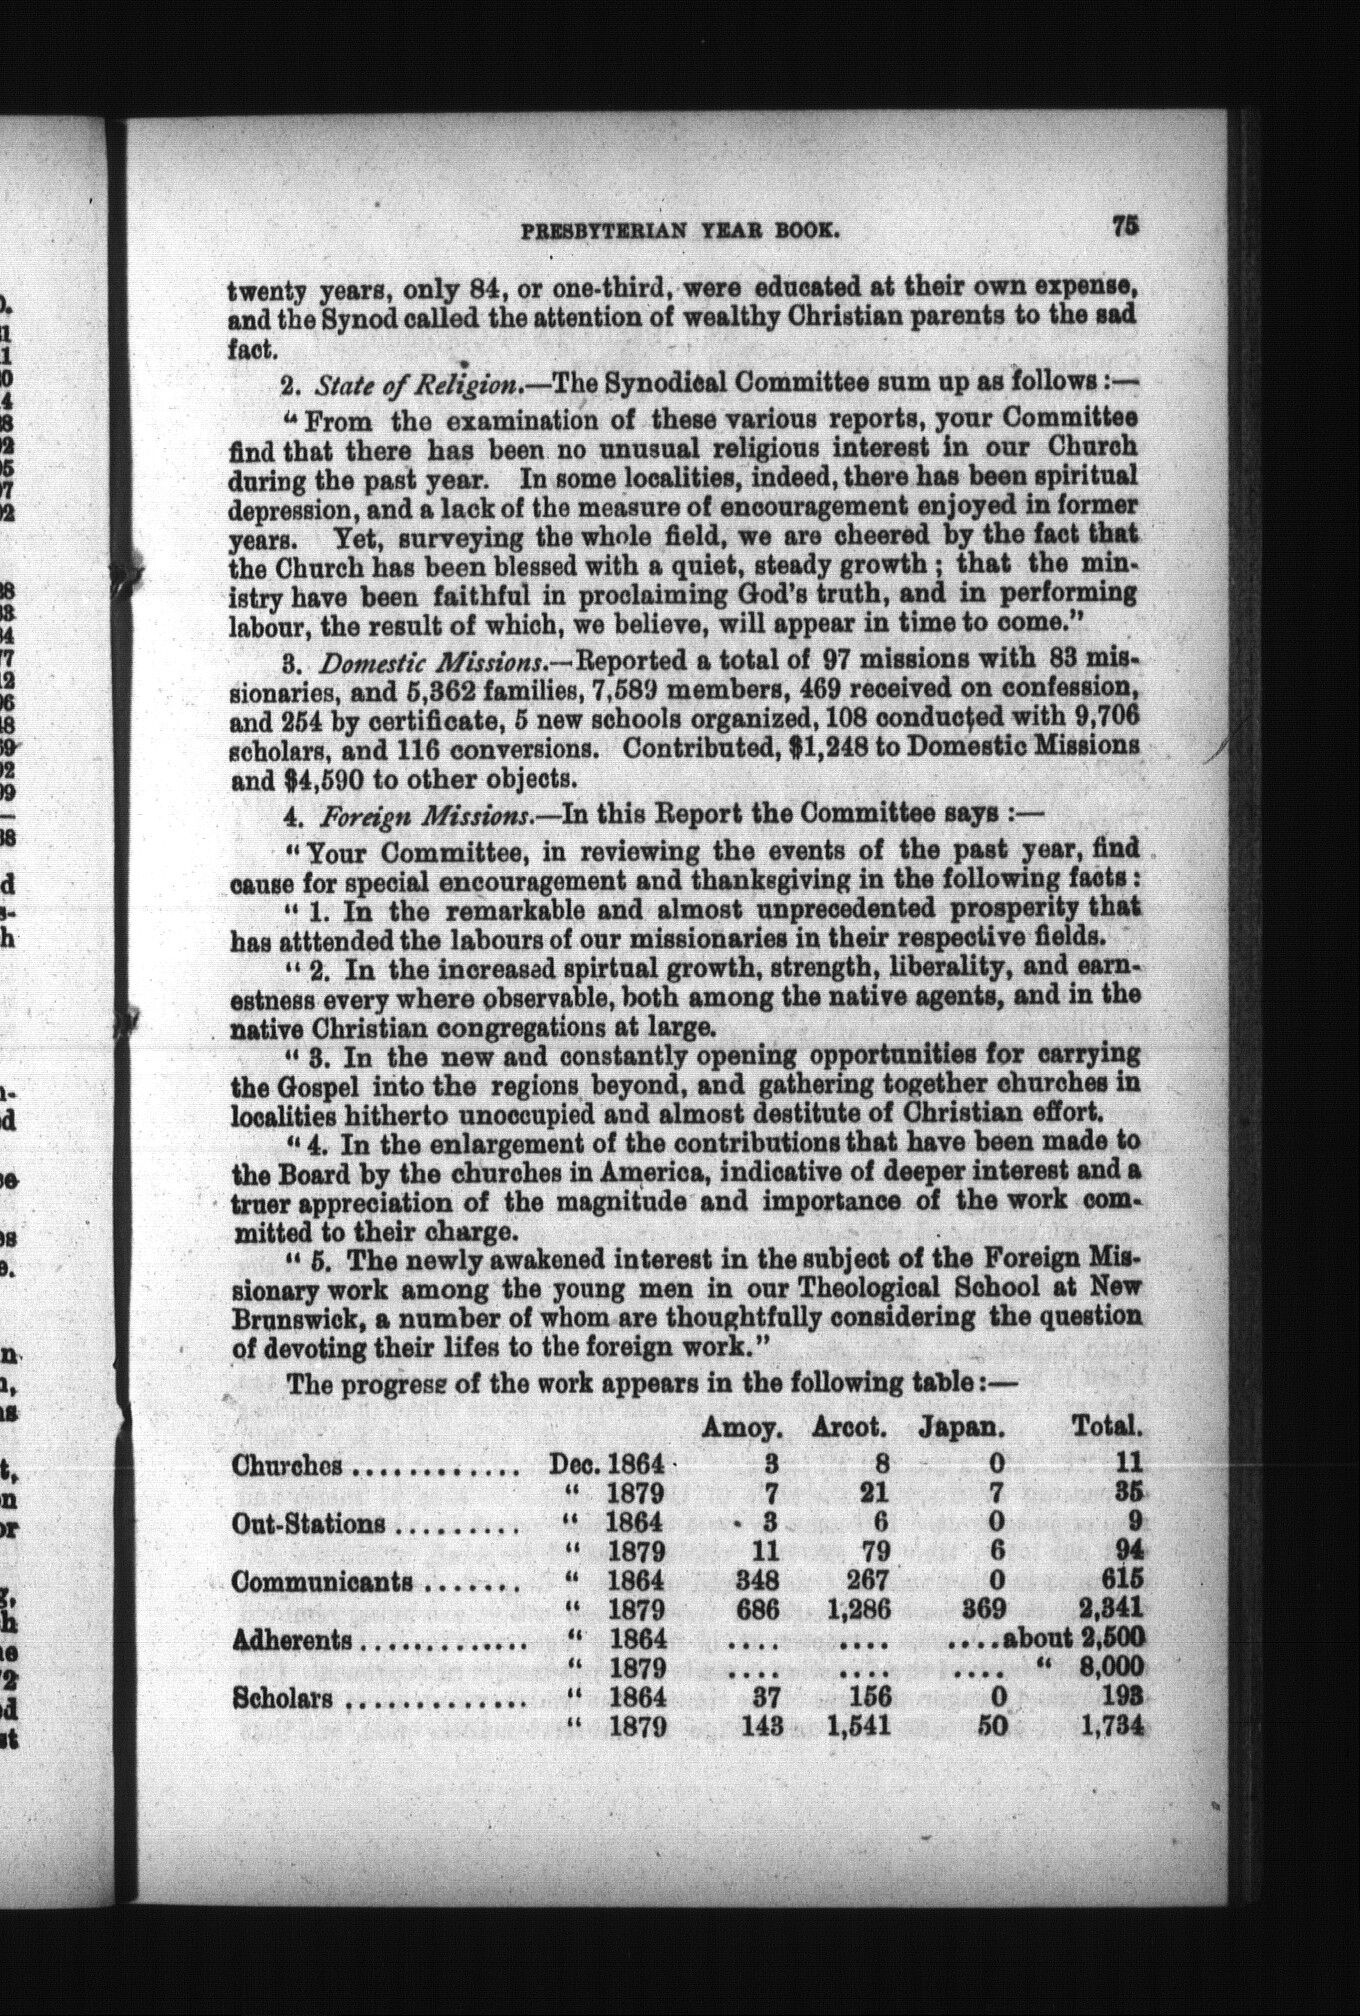 PRESBYTERIAN YEAR BOOK. 75
twenty years, only 84, or one-third, were educated at their own expense,
and the Synod called the attention of wealthy Christian parents to the sad
fact.
2. State of Religion.—The Synodical Committee sum up as follows :—
" From the examination of these various reports, your Committee
find that there has been no unusual religious interest in our Church
during the past year. In some localities, indeed, there has been spiritual
depression, and a lack of the measure of encouragement enjoyed in former
years. Yet, surveying the whole field, we are cheered by the fact that
the Church has been blessed with a quiet, steady growth ; that the min-
istry have been faithful in proclaiming God's truth, and in performing
labour, the result of which, we believe, will appear in time to come."
3. Domestic Missions.—Reported a total of 97 missions with 83 mis-
sionaries, and 5,362 families, 7,589 members, 469 received on confession,
and 254 by certificate, 5 new schools organized, 108 conducted with 9,706
scholars, and 116 conversions. Contributed, $1,248 to Domestic Missions
and $4,590 to other objects.
4. Foreign Missions.—In this Report the Committee says :—
" Your Committee, in reviewing the events of the past year, find
cause for special encouragement and thanksgiving in the following facts :
" 1. In the remarkable and almost unprecedented prosperity that
has atttended the labours of our missionaries in their respective fields.
" 2. In the increased spirtual growth, strength, liberality, and earn-
estness every where observable, both among the native agents, and in the
native Christian congregations at large.
" 3. In the new and constantly opening opportunities for carrying
the Gospel into the regions beyond, and gathering together churches in
localities hitherto unoccupied and almost destitute of Christian effort.
" 4. In the enlargement of the contributions that have been made to
the Board by the churches in America, indicative of deeper interest and a
truer appreciation of the magnitude and importance of the work com-
mitted to their charge.
" 5. The newly awakened interest in the subject of the Foreign Mis-
sionary work among the young men in our Theological School at New
Brunswick, a number of whom are thoughtfully considering the question
of devoting their lifes to the foreign work."
The progress of the work appears in the following table :—
Amoy. Arcot. Japan. Total.
Churches ............ Dec. 1864 3 8 0 11
" 1879 7 21 7 35
Out-Stations ......... " 1864 3 6 0 9
" 1879 11 79 6 94
Communicants ....... " 1864 348 267 0 615
" 1879 686 1,286 369 2,341
Adherents ............. " 1864 .... .... ....about 2,500
" 1879 .... .... .... " 8,000
Scholars ............. " 1864 37 156 0 193
" 1879 143 1,541 50 1,734